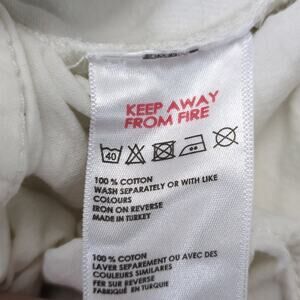 KEEP AWAY
FROM FIRE
40
100 % COTTON
WASH SEPARATELY OR WITH LIKE
COLOURS
IRON ON REVERSE
MADE IN TURKEY
100 % COTON
LAVER SEPAREMENT OU AVEC DES
COULEURS SIMILAIRES
FER SUR REVERSE
FABRIQUÉ EN TURQUIE